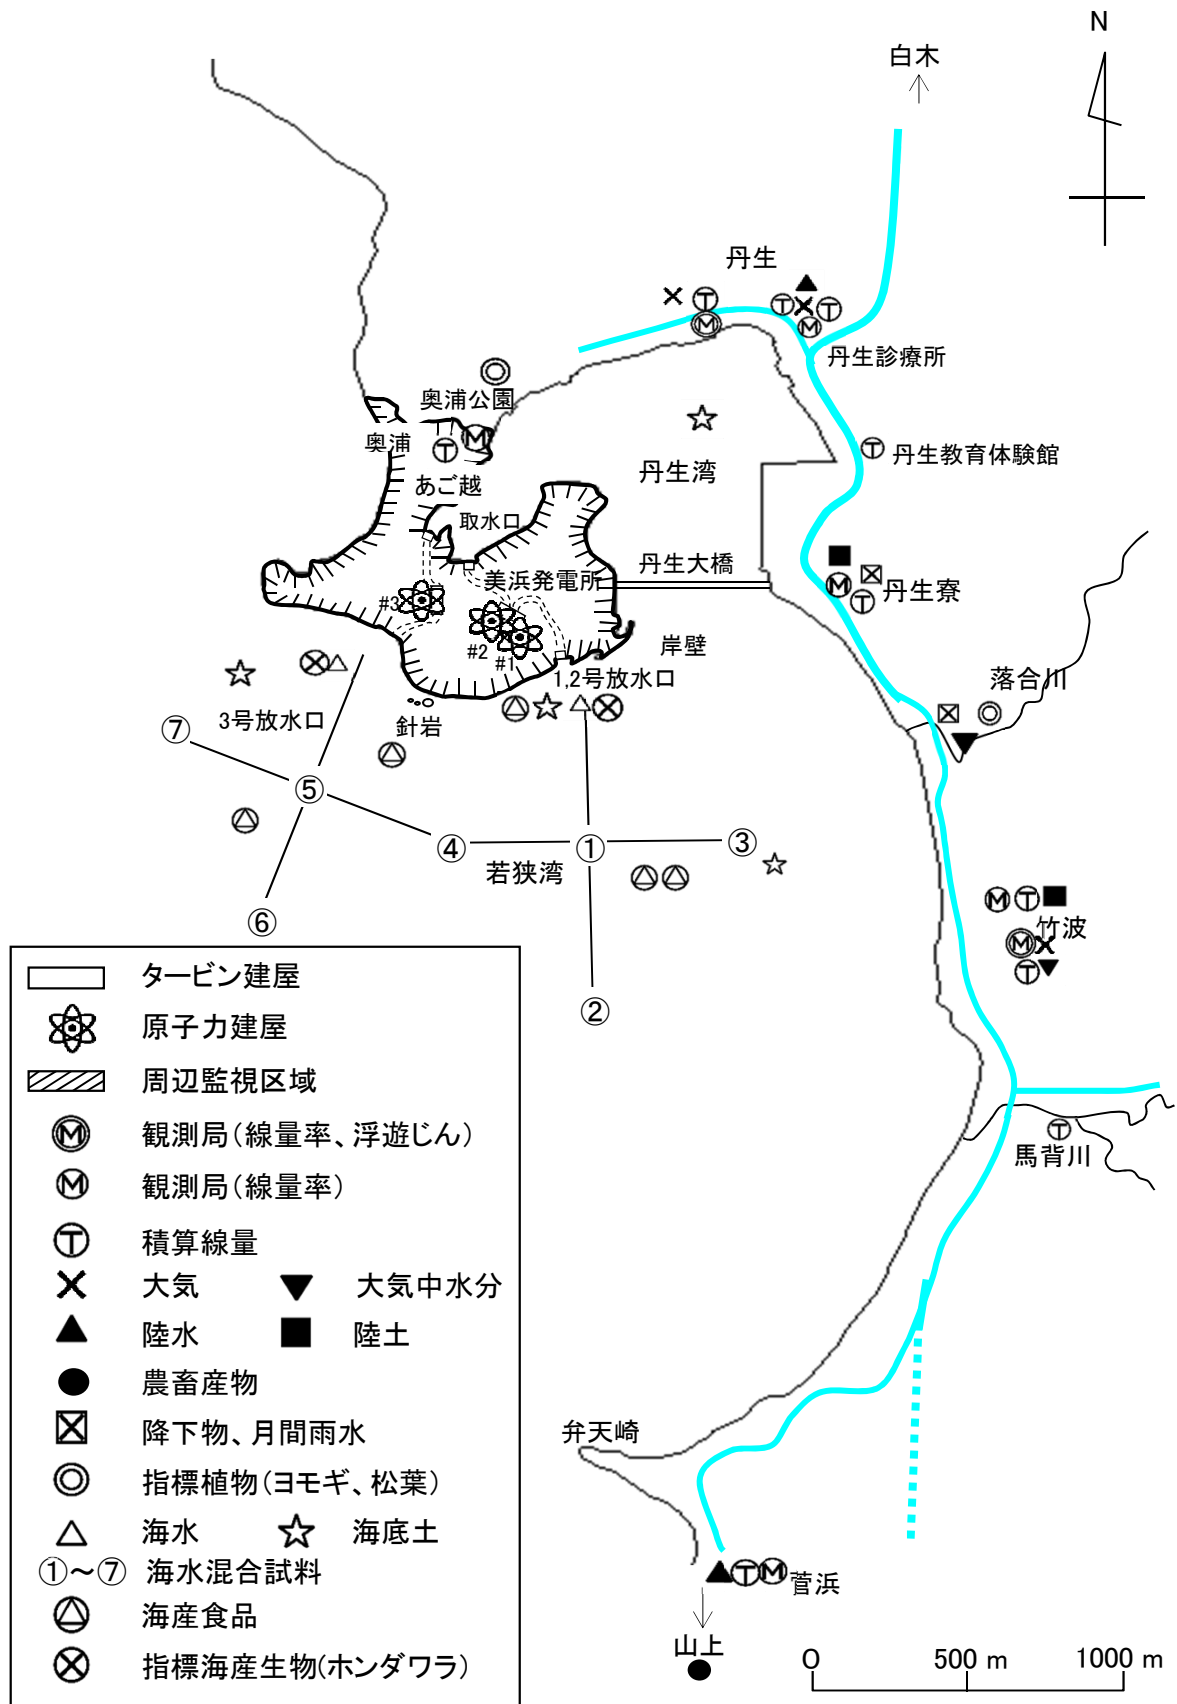 N
白木
丹生
T
M
T
T
M
丹生診療所
奥浦公園
奥浦
M
T
丹生教育体験館
丹生湾
あご越
取水口
丹生大橋
美浜発電所
M
T
丹生寮
#3
#2
#1
岸壁
1,2号放水口
落合川
3号放水口
針岩
⑦
⑤
④
①
③
若狭湾
⑥
②
M
T
竹波
M
T
T
馬背川
タービン建屋
原子力建屋
周辺監視区域
M 観測局(線量率、浮遊じん)
M 観測局(線量率)
T 積算線量
大気 大気中水分
陸水 陸土
農畜産物
降下物、月間雨水
指標植物(ヨモギ、松葉)
海水 海底土
①～⑦ 海水混合試料
海産食品
指標海産生物(ホンダワラ)
弁天崎
T
M
菅浜
山上
O 500 m 1000 m